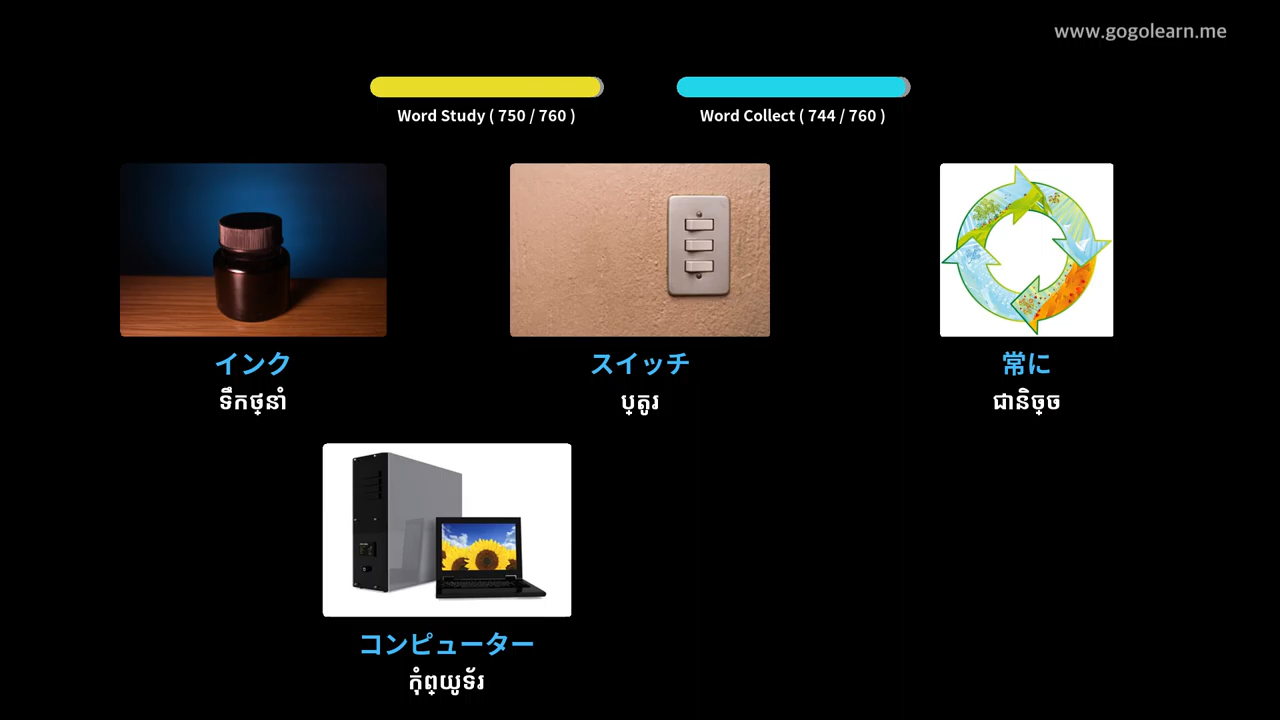 www.gogolearn.me
Word Study ( 750 / 760 )
Word Collect ( 744 / 760 )
インク
ទឹកថ្នាំ
スイッチ
ប្តូរ
常に
ជានិច្ច
コンピューター
កុំព្យូទ័រ